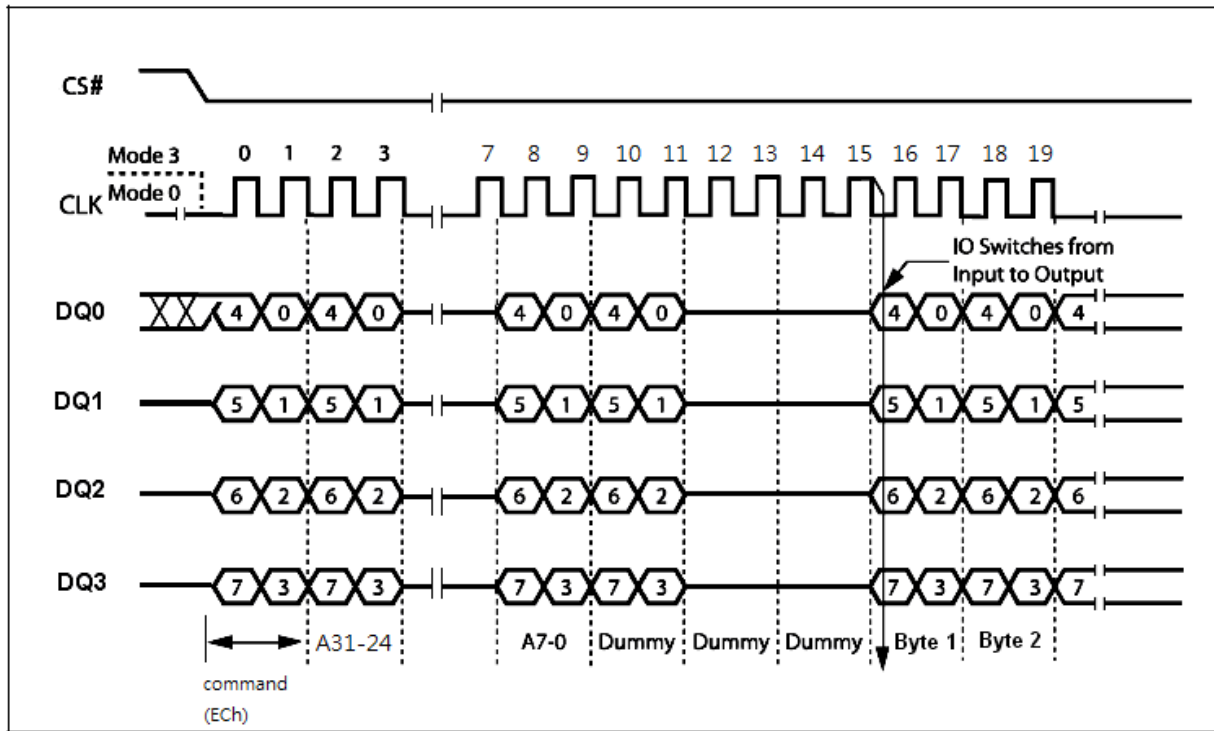 CS#
Mode 3 0 1 2 3 7 8 9 10 11 12 13 14 15 16 17 18 19
Mode 0
CLK
IO Switches from
Input to Output
DQ0 4 0 4 0 4 0 4 0 4 0 4 0 4
DQ1 5 1 5 1 5 1 5 1 5 1 5 1 5
DQ2 6 2 6 2 6 2 6 2 6 2 6 2 6
DQ3 7 3 7 3 7 3 7 3 7 3 7 3 7
A31-24 A7-0 Dummy Dummy Dummy Byte 1 Byte 2
command
(ECh)